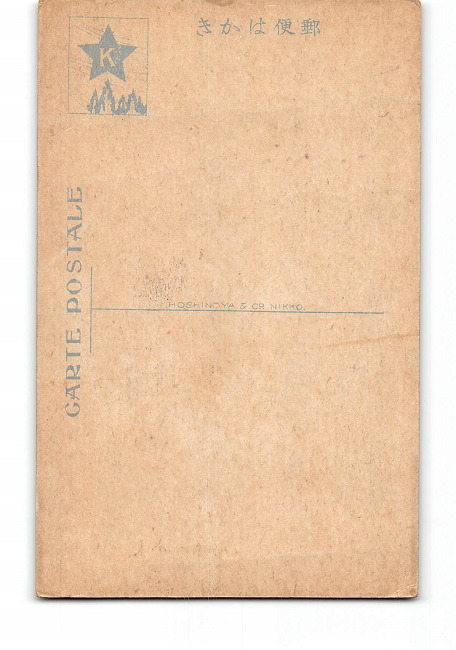 きかは便郵
K
CARTE POSTALE
HOSHINOYA & CO. NIKKO.